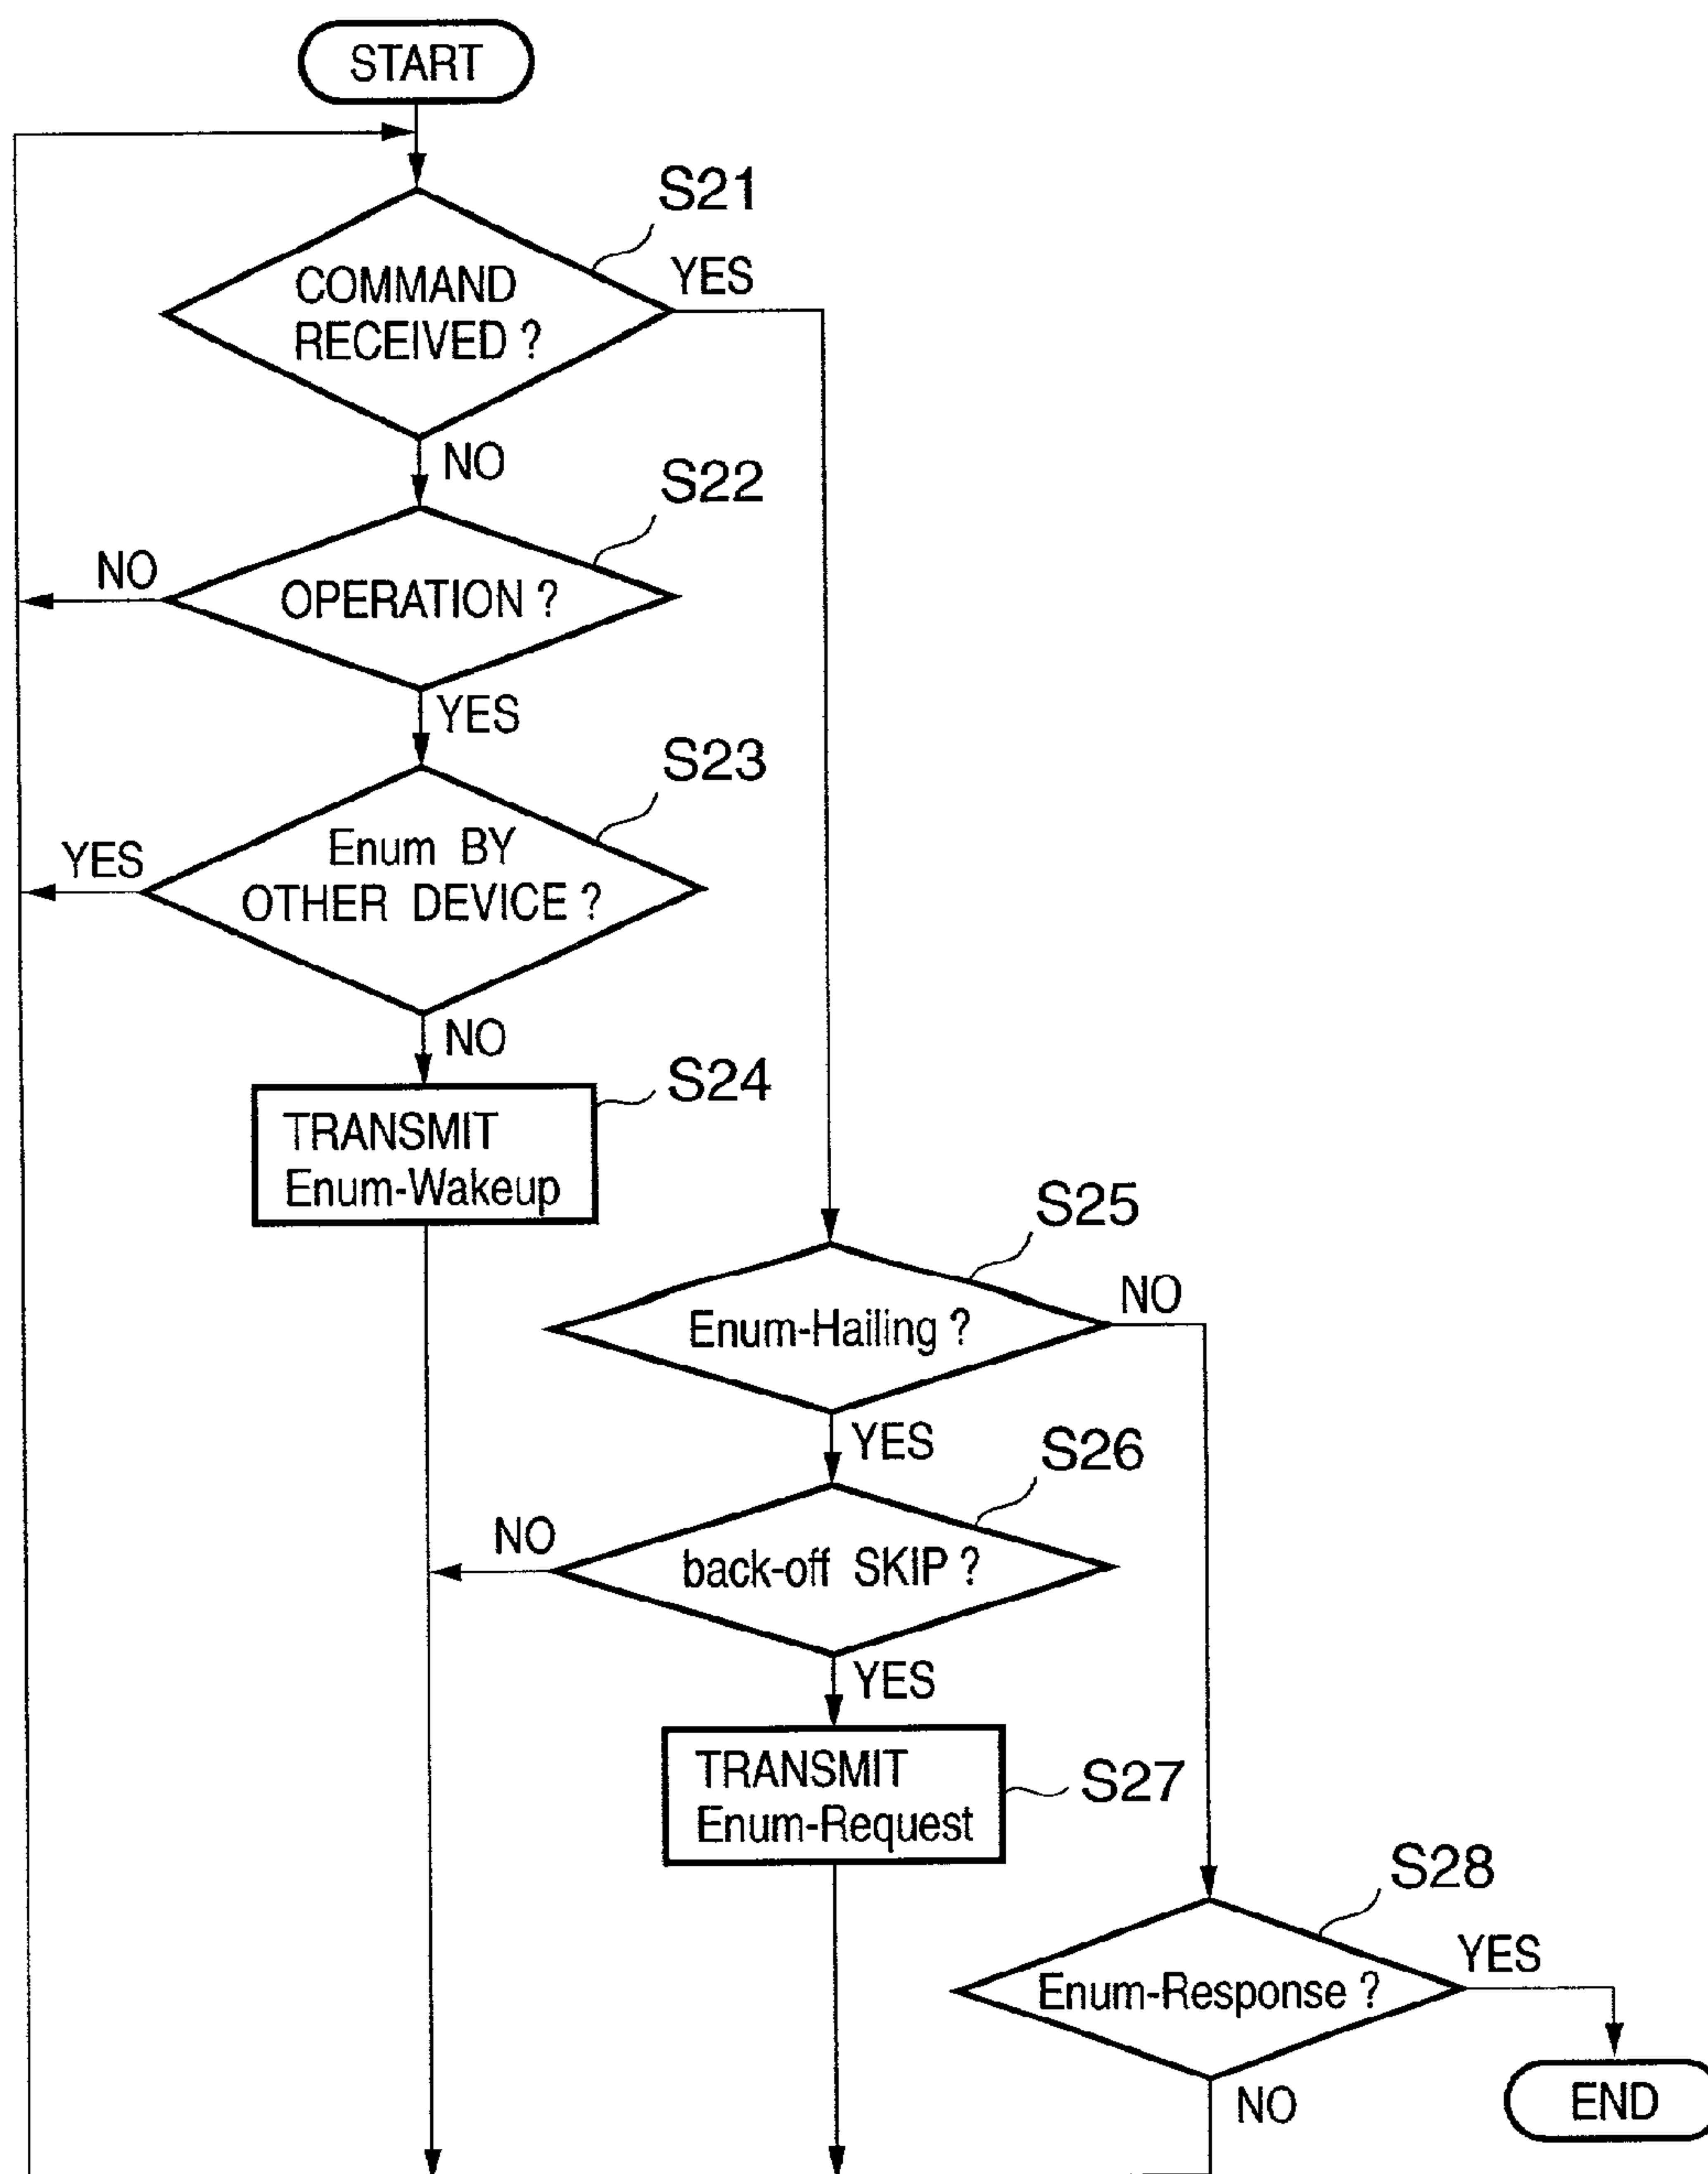 START
S21
COMMAND
RECEIVED ?
YES
NO
S22
NO
OPERATION ?
YES
S23
YES
Enum BY
OTHER DEVICE ?
NO
S24
TRANSMIT
Enum-Wakeup
S25
NO
Enum-Hailing ?
YES
S26
NO
back-off SKIP ?
YES
TRANSMIT
Enum-Request
S27
S28
YES
Enum-Response ?
NO
END